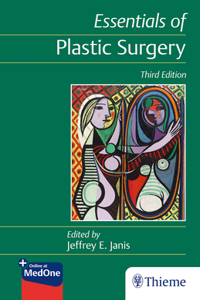 Essentials of
Plastic Surgery
Third Edition
Edited by
Jeffrey E. Janis
+ Online at
MedOne
Thieme